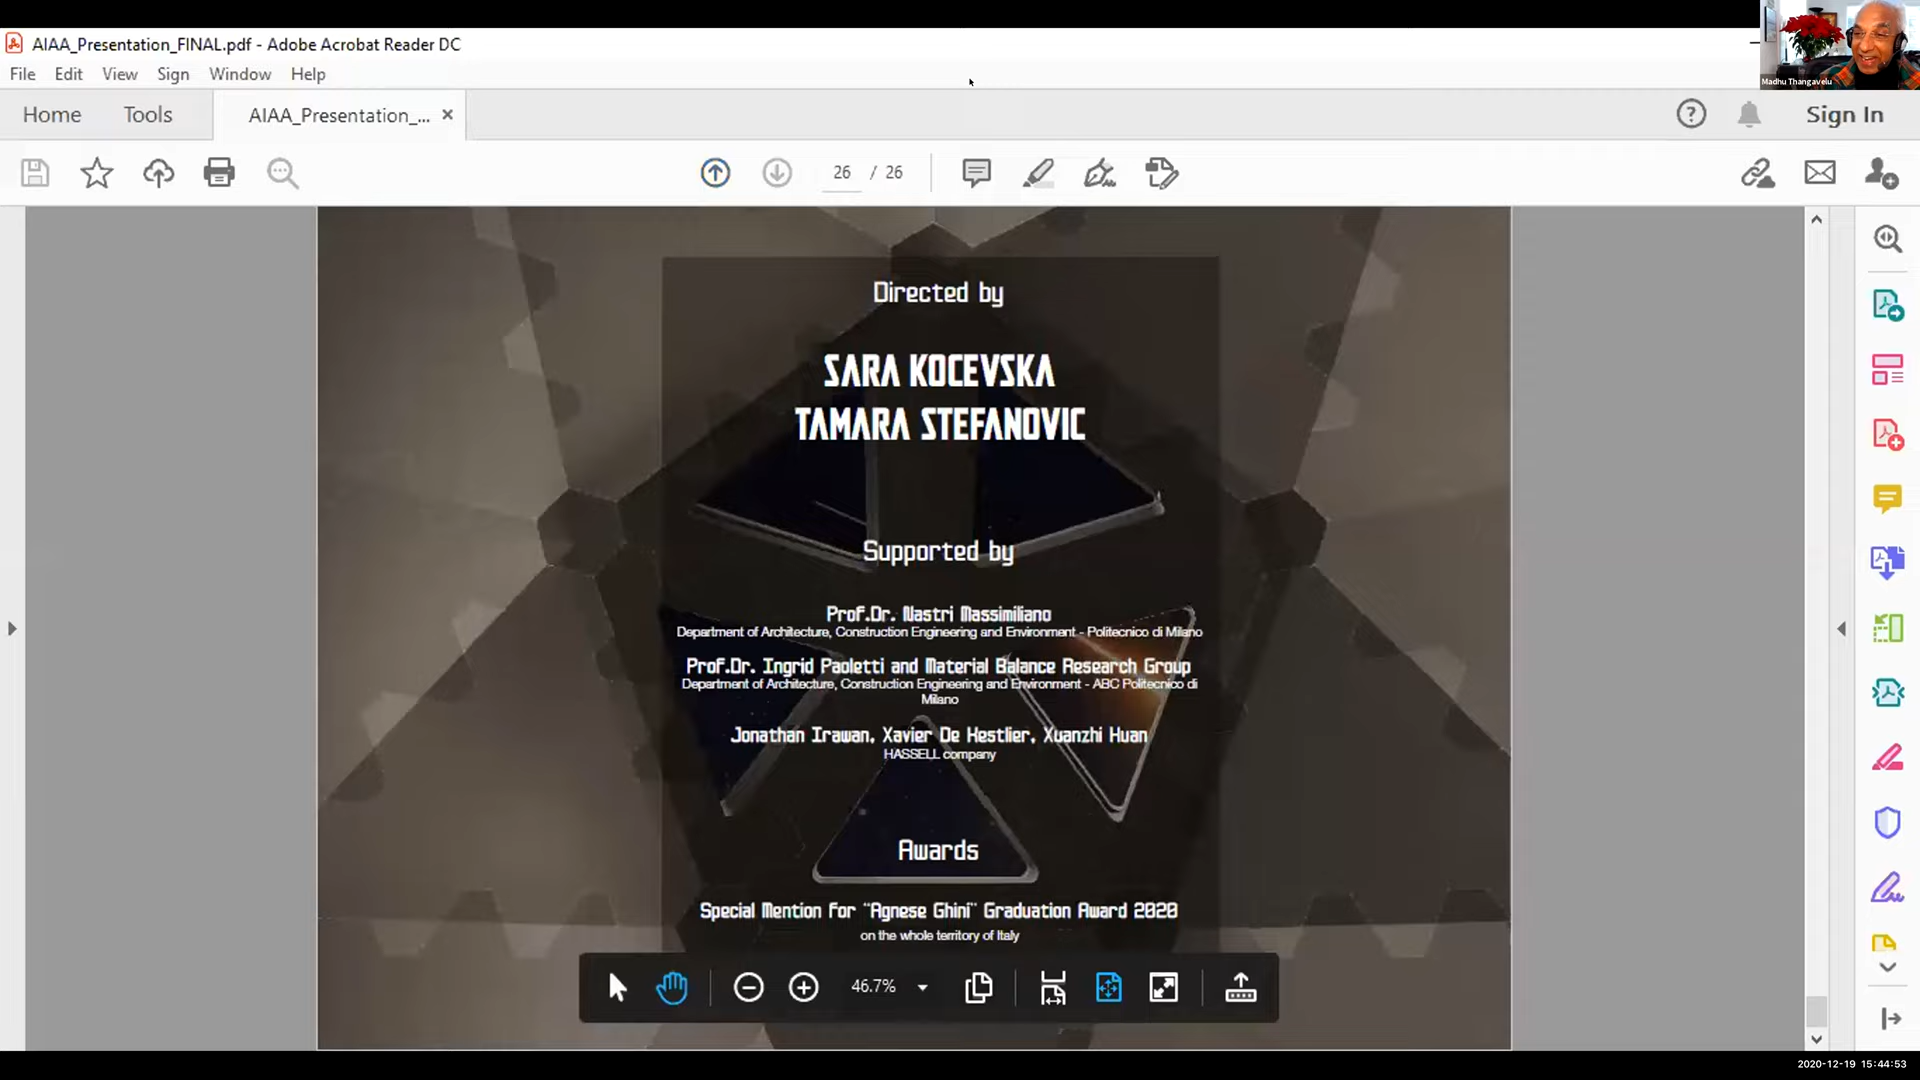 AIAA_Presentation_FINAL.pdf - Adobe Acrobat Reader DC
Madhu Thangavelu
File Edit View Sign Window Help
Home Tools AIAA_Presentation_... × Sign In
26 / 26
Directed by
SARA KOCEVSKA
TAMARA STEFANOVIC
Supported by
Prof.Dr. Nastri Massimiliano
Department of Architecture, Construction Engineering and Environment - Politecnico di Milano
Prof.Dr. Ingrid Paoletti and Material Balance Research Group
Department of Architecture, Construction Engineering and Environment - ABC Politecnico di
Milano
Jonathan Irawan, Xavier De Kestlier, Xuanzhi Huan
HASSELL company
Awards
Special Mention For "Agnese Ghini" Graduation Award 2020
on the whole territory of Italy
46.7%
2020-12-19 15:44:53